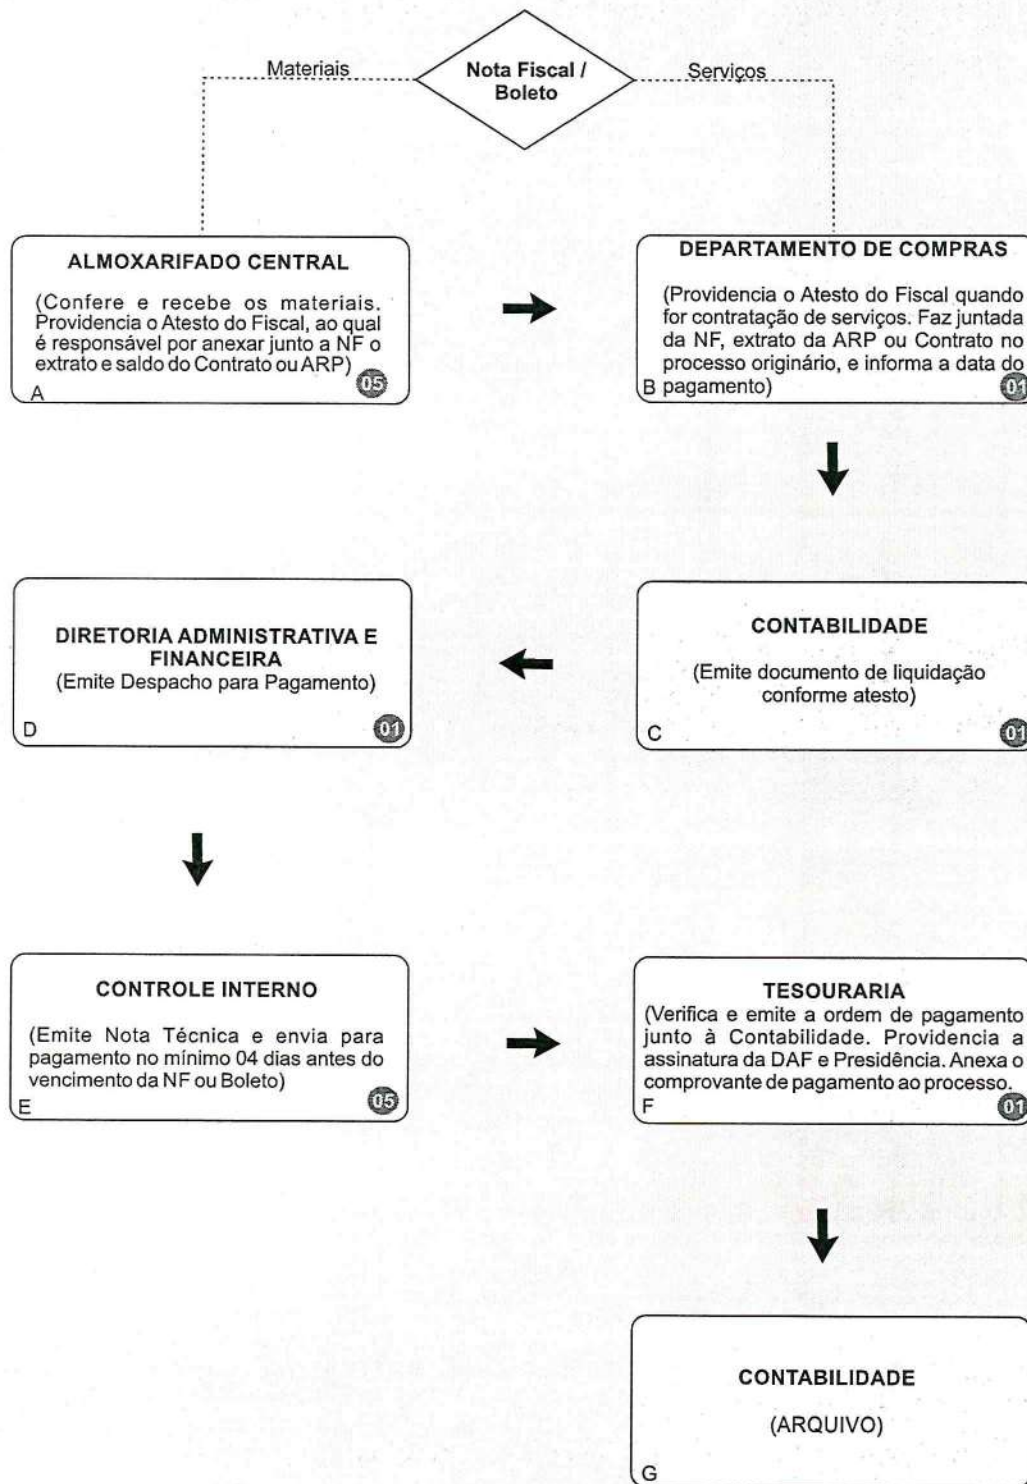 Materiais
Nota Fiscal /
Boleto
Serviços
ALMOXARIFADO CENTRAL
(Confere e recebe os materiais.
Providencia o Atesto do Fiscal, ao qual
é responsável por anexar junto a NF o
extrato e saldo do Contrato ou ARP)
A
05
DEPARTAMENTO DE COMPRAS
(Providencia o Atesto do Fiscal quando
for contratação de serviços. Faz juntada
da NF, extrato da ARP ou Contrato no
processo originário, e informa a data do
B pagamento)
01
DIRETORIA ADMINISTRATIVA E
FINANCEIRA
(Emite Despacho para Pagamento)
D
01
CONTABILIDADE
(Emite documento de liquidação
conforme atesto)
C
01
CONTROLE INTERNO
(Emite Nota Técnica e envia para
pagamento no mínimo 04 dias antes do
vencimento da NF ou Boleto)
E
05
TESOURARIA
(Verifica e emite a ordem de pagamento
junto à Contabilidade. Providencia a
assinatura da DAF e Presidência. Anexa o
comprovante de pagamento ao processo.
F
01
CONTABILIDADE
(ARQUIVO)
G